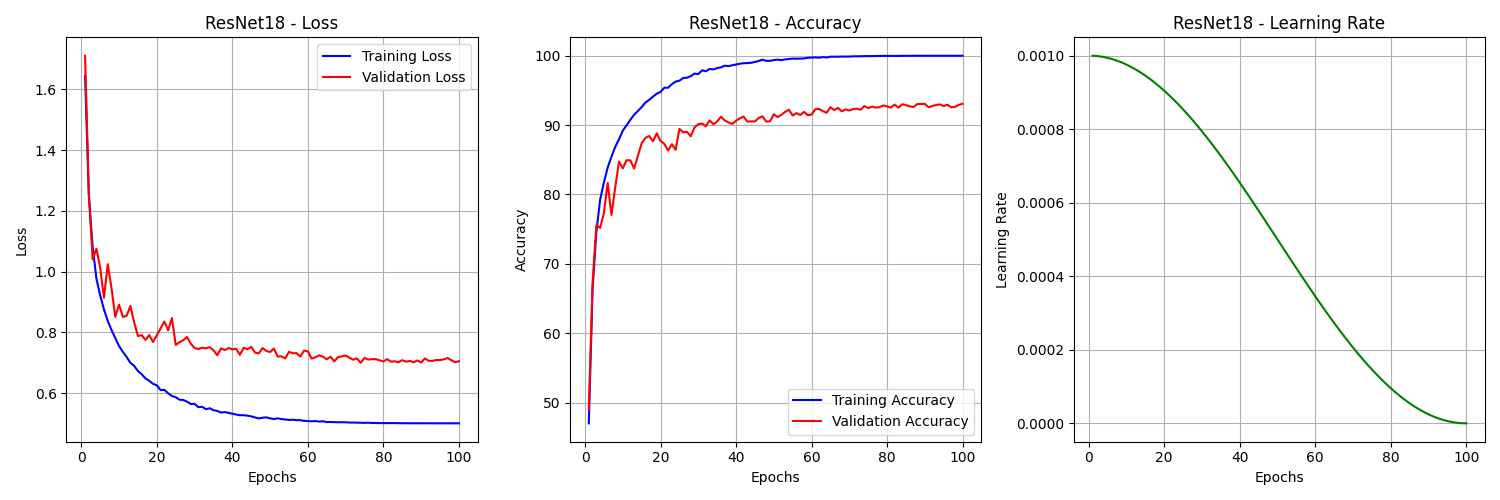 ResNet18 - Loss
Loss
1.6
1.4
1.2
1.0
0.8
0.6
0
20
40
60
80
100
Epochs
Training Loss
Validation Loss
ResNet18 - Accuracy
Accuracy
100
90
80
70
60
50
0
20
40
60
80
100
Epochs
Training Accuracy
Validation Accuracy
ResNet18 - Learning Rate
Learning Rate
0.0010
0.0008
0.0006
0.0004
0.0002
0.0000
0
20
40
60
80
100
Epochs